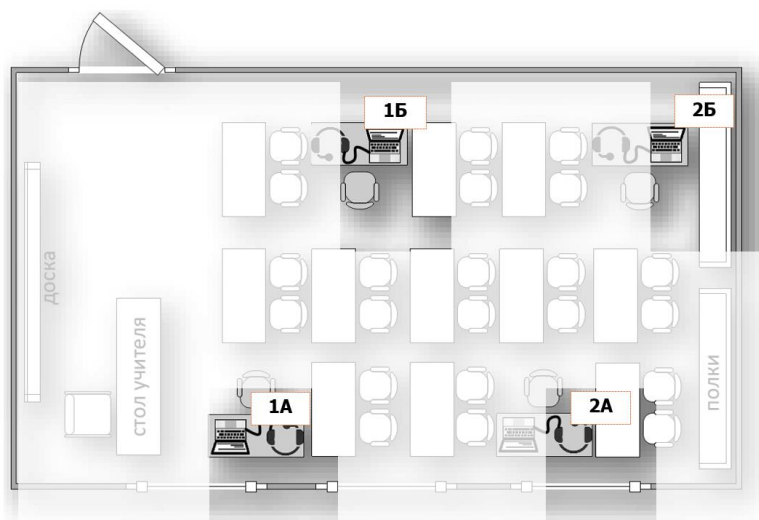 1Б
2Б
доска
стол учителя
1А
2А
полки